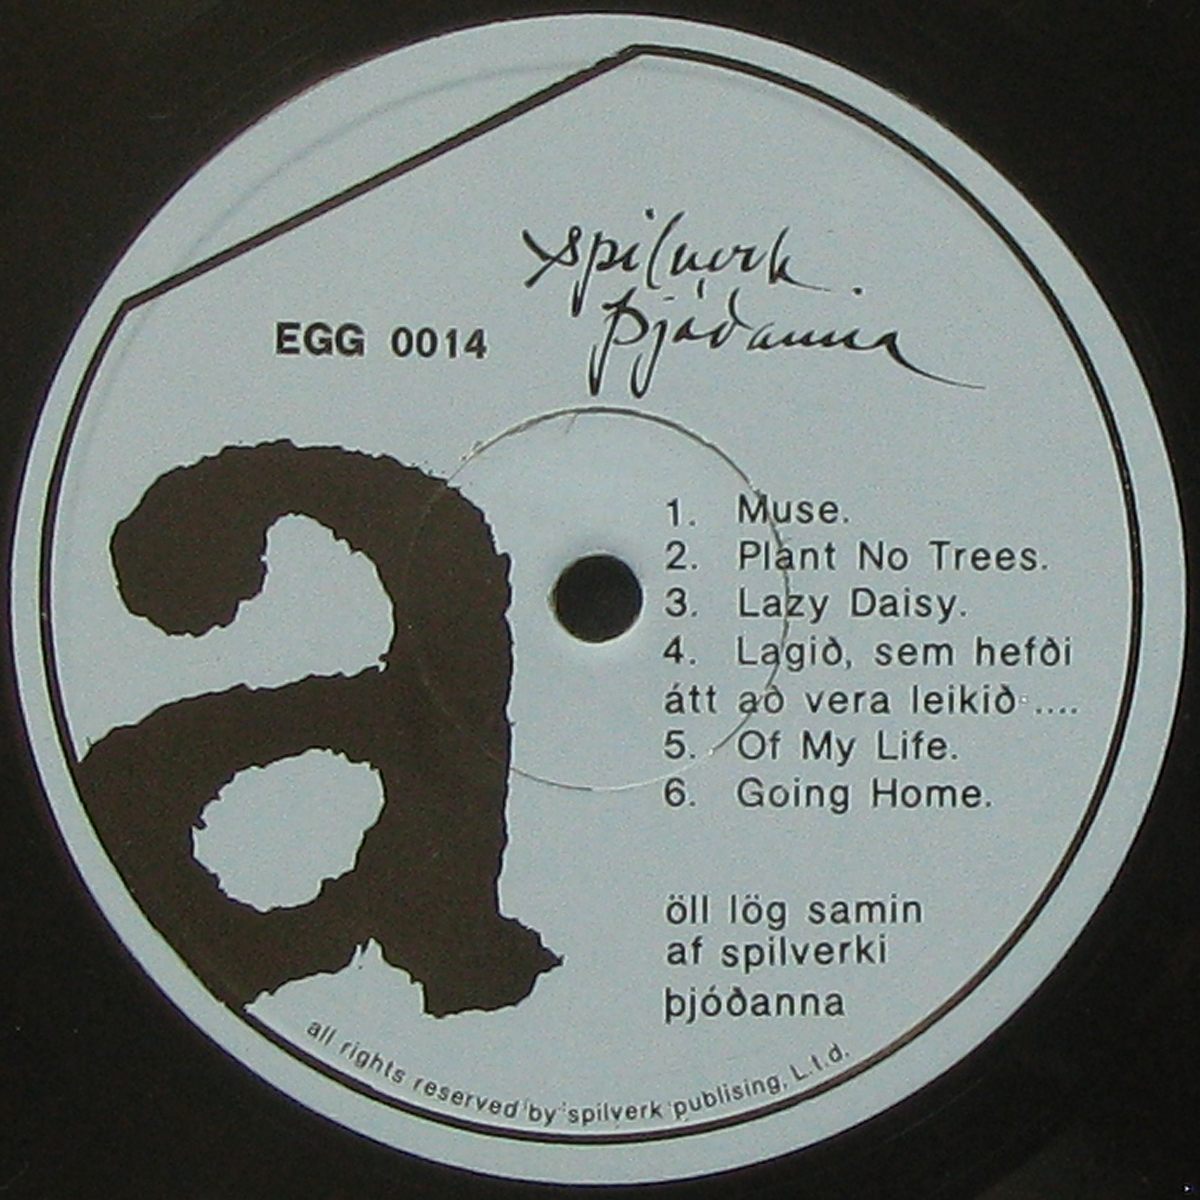 spilverk
þjóðanna
EGG 0014
a
1. Muse.
2. Plant No Trees.
3. Lazy Daisy.
4. Lagið, sem hefði
átt að vera leikið ....
5. Of My Life.
6. Going Home.
öll lög samin
af spilverki
þjóðanna
all rights reserved by spilverk publising, L.t.d.